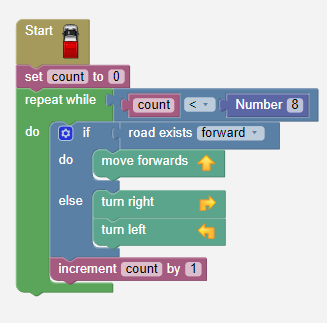 Start
set count to 0
repeat while count < Number 8
do if road exists forward
do move forwards
else turn right
turn left
increment count by 1